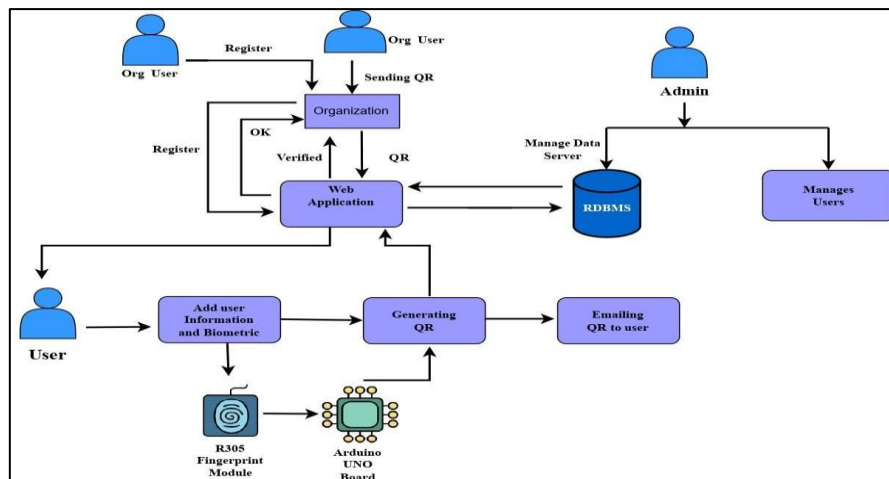 Register
Org User
Org User
Sending QR
Admin
Organization
OK
Register
Verified
QR
Manage Data
Server
Web
Application
RDBMS
Manages
Users
Add user
Information
and Biometric
Generating
QR
Emailing
QR to user
User
R305
Fingerprint
Module
Arduino
UNO
Board